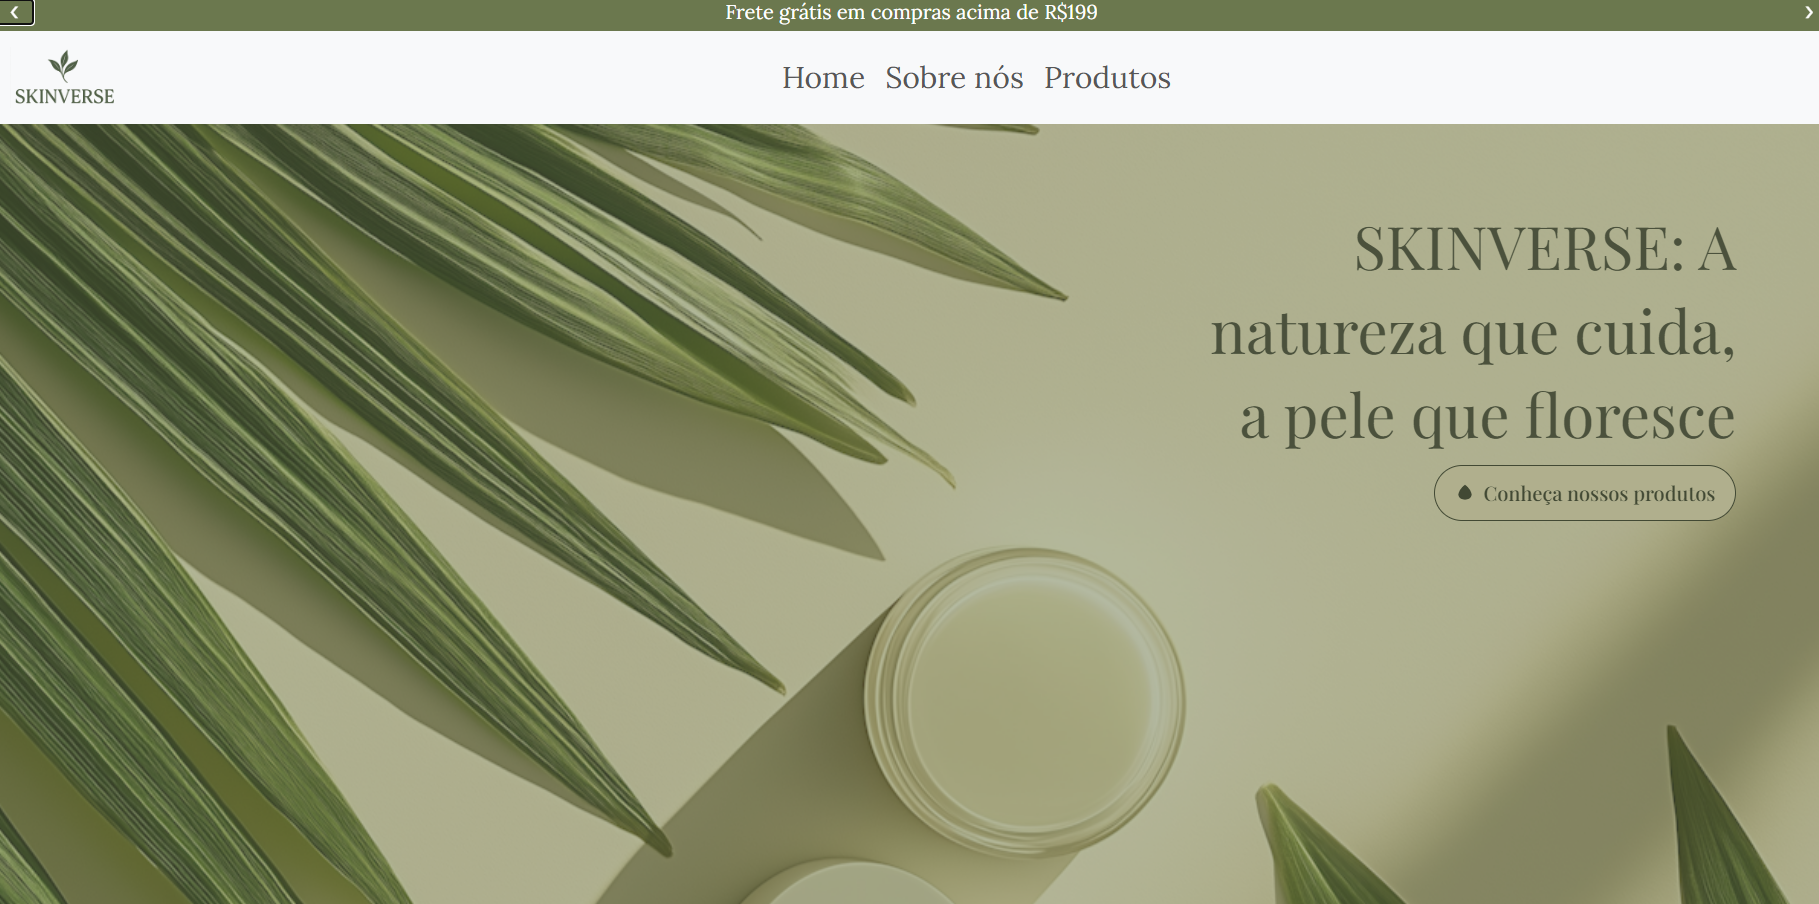 Frete grátis em compras acima de R$199
SKINVERSE
Home Sobre nós Produtos
SKINVERSE: A
natureza que cuida,
a pele que floresce
Conheça nossos produtos